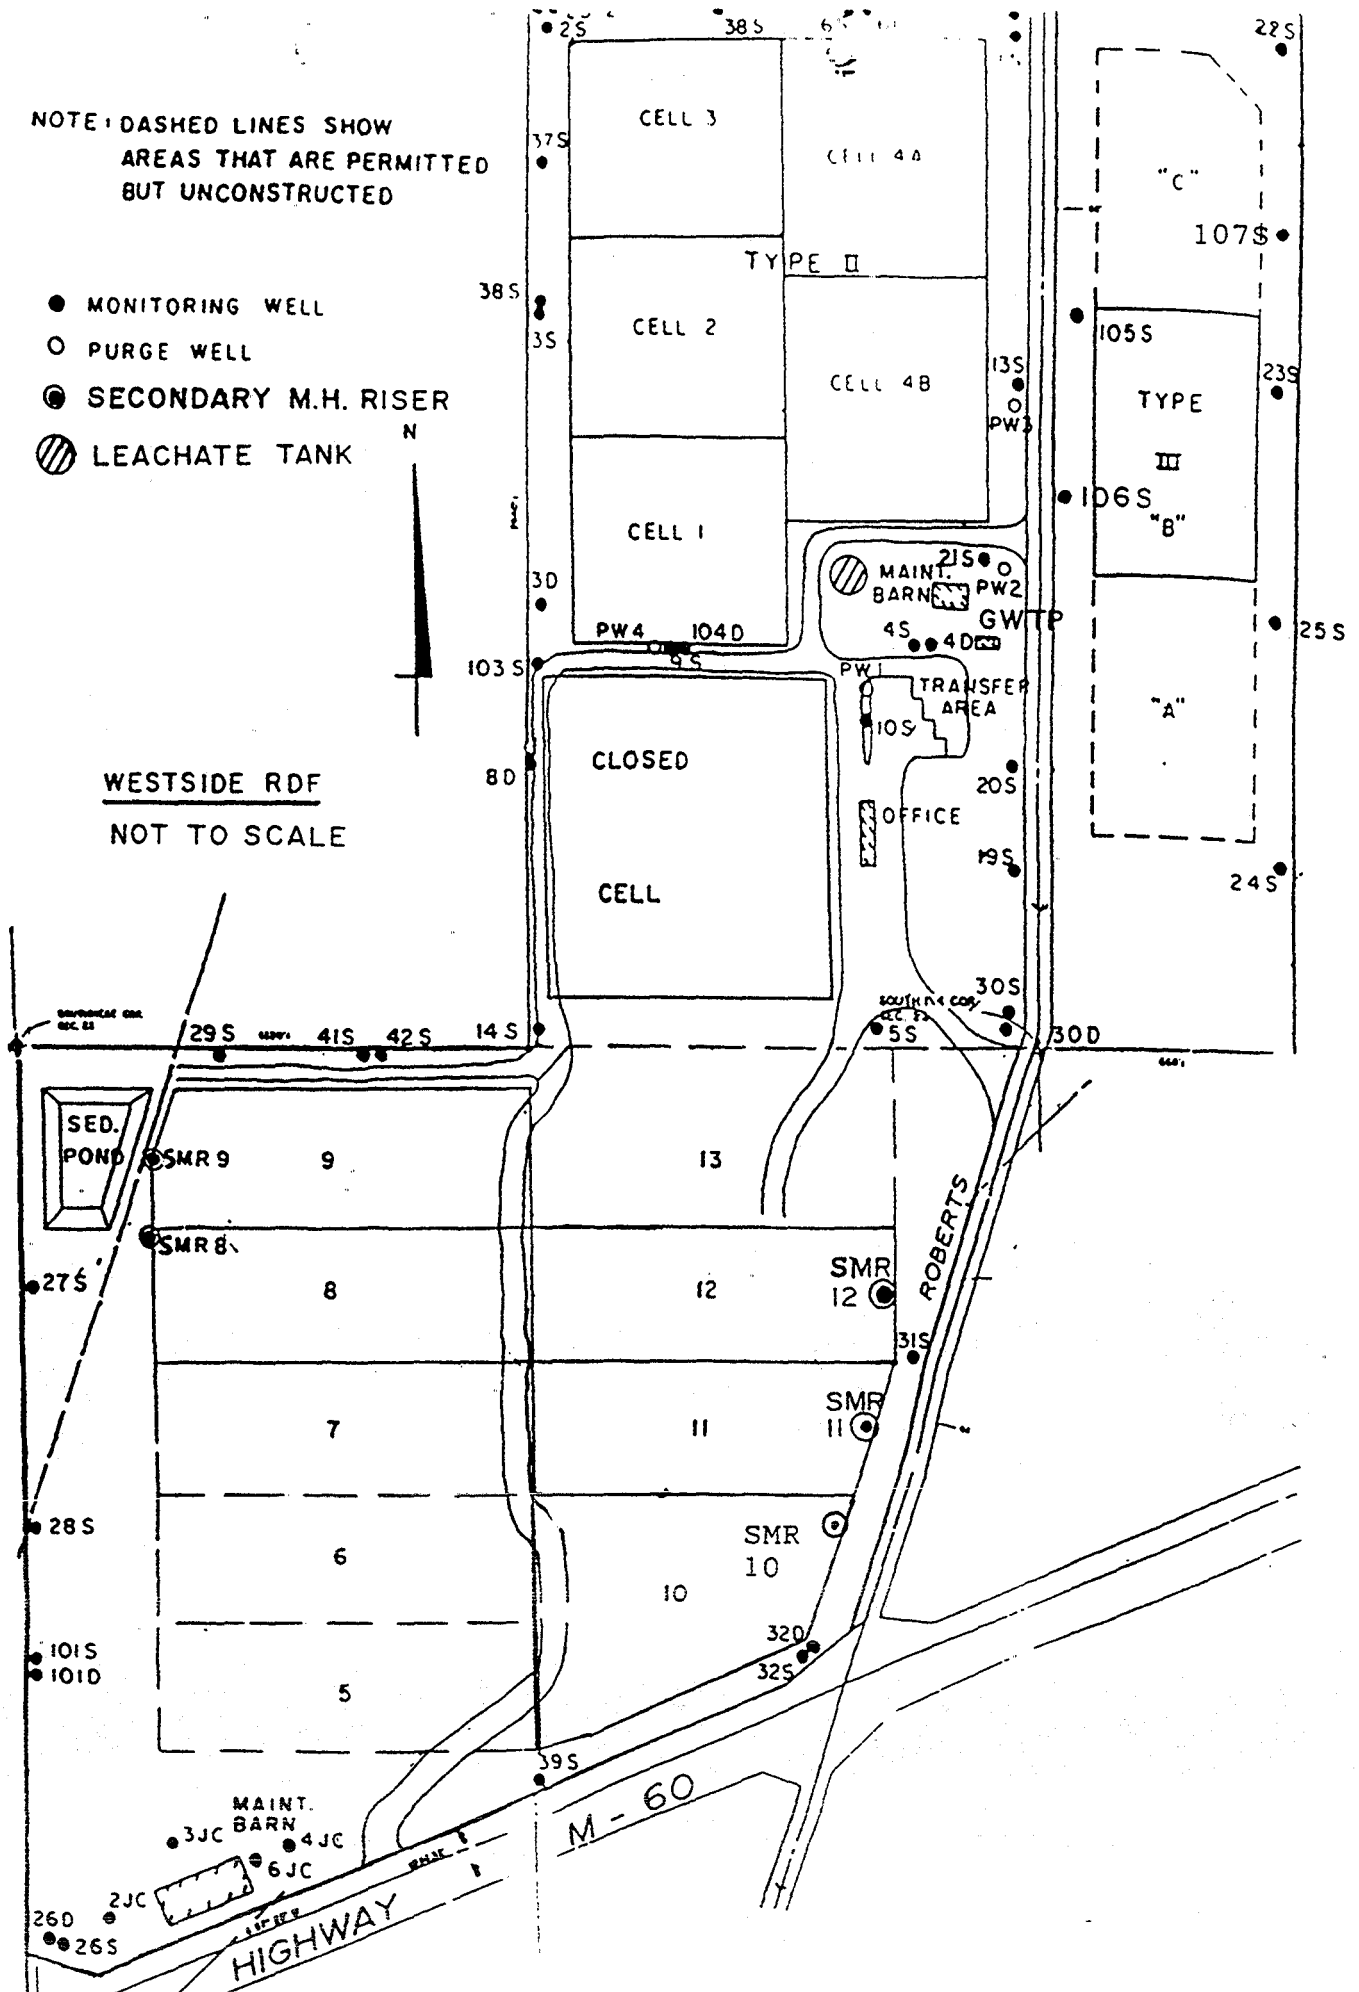 2S
38S
22S
NOTE: DASHED LINES SHOW
AREAS THAT ARE PERMITTED
BUT UNCONSTRUCTED
CELL 3
37S
CELL 4A
"C"
107S
TYPE II
MONITORING WELL
38S
3S
CELL 2
105S
PURGE WELL
SECONDARY M.H. RISER
13S
CELL 4B
23S
TYPE
III
PW3
N
LEACHATE TANK
106S
"B"
CELL 1
21S
MAINT.
BARN
PW2
3D
GWTP
PW4
104D
4S
4D
25S
9S
103S
PW1
TRANSFER
AREA
"A"
10S
CLOSED
8D
20S
WESTSIDE RDF
OFFICE
NOT TO SCALE
19S
24S
CELL
30S
29S
41S
42S
14S
5S
30D
SED.
POND
SMR 9
9
13
ROBERTS
SMR 8
27S
8
12
SMR
12
31S
7
11
SMR
11
28S
6
SMR
10
10
101S
101D
32D
32S
5
39S
M-60
MAINT.
BARN
3JC
4JC
6JC
2JC
26D
26S
HIGHWAY